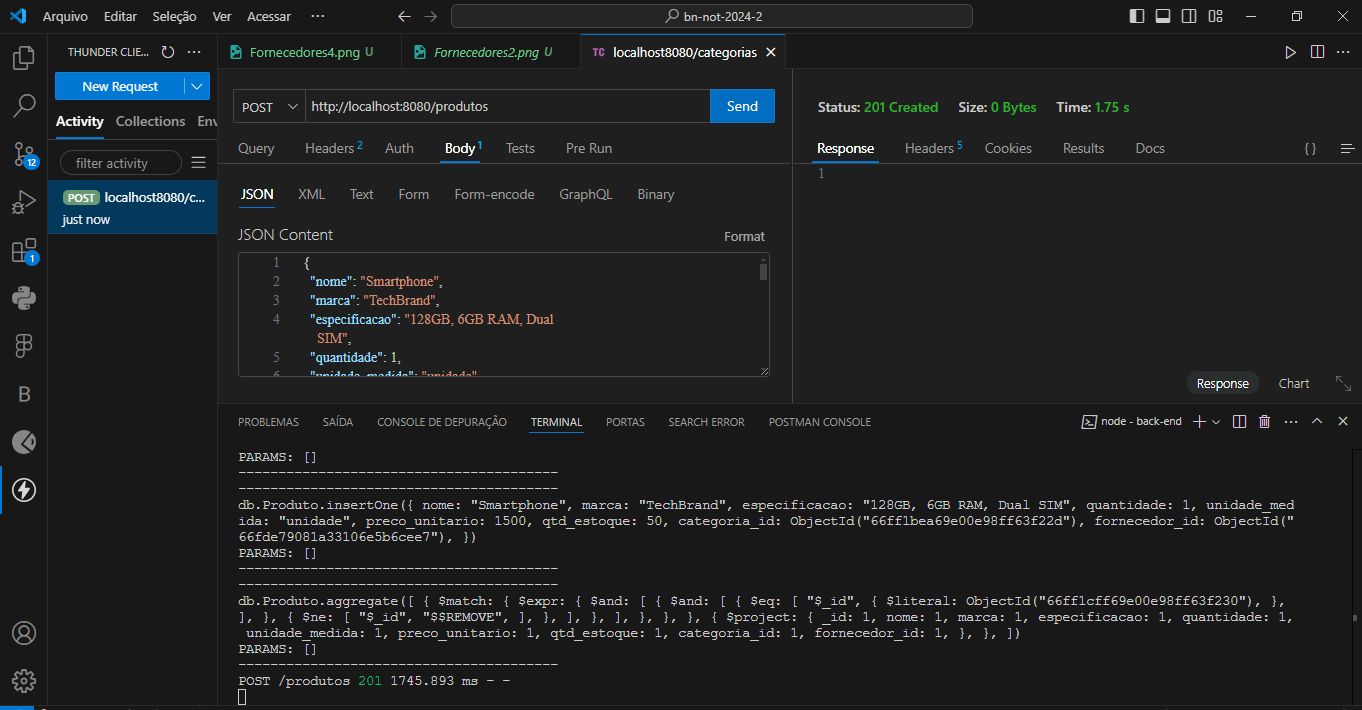 Arquivo Editar Seleção Ver Acessar ··· bn-not-2024-2
THUNDER CLIE... ···
Fornecedores4.png U
Fornecedores2.png U
TC localhost8080/categorias
New Request
Activity Collections Env
filter activity
POST localhost8080/c...
just now
12
1
B
POST http://localhost:8080/produtos Send
Query Headers 2 Auth Body 1 Tests Pre Run
JSON XML Text Form Form-encode GraphQL Binary
JSON Content
Format
1 {
2 "nome": "Smartphone",
3 "marca": "TechBrand",
4 "especificacao": "128GB, 6GB RAM, Dual
SIM",
5 "quantidade": 1,
6 "unidade_medida": "unidade"
Status: 201 Created Size: 0 Bytes Time: 1.75 s
Response Headers 5 Cookies Results Docs { }
1
Response Chart
PROBLEMAS SAÍDA CONSOLE DE DEPURAÇÃO TERMINAL PORTAS SEARCH ERROR POSTMAN CONSOLE
node - back-end
PARAMS: []
----------------------------------------
----------------------------------------
db.Produto.insertOne({ nome: "Smartphone", marca: "TechBrand", especificacao: "128GB, 6GB RAM, Dual SIM", quantidade: 1, unidade_med
ida: "unidade", preco_unitario: 1500, qtd_estoque: 50, categoria_id: ObjectId("66ff1bea69e00e98ff63f22d"), fornecedor_id: ObjectId("
66fde79081a33106e5b6cee7"), })
PARAMS: []
----------------------------------------
----------------------------------------
db.Produto.aggregate([ { $match: { $expr: { $and: [ { $and: [ { $eq: [ "$_id", { $literal: ObjectId("66ff1cff69e00e98ff63f230"), },
], }, { $ne: [ "$_id", "$$REMOVE", ], }, ], }, ], }, }, }, { $project: { _id: 1, nome: 1, marca: 1, especificacao: 1, quantidade: 1,
unidade_medida: 1, preco_unitario: 1, qtd_estoque: 1, categoria_id: 1, fornecedor_id: 1, }, }, ])
PARAMS: []
----------------------------------------
POST /produtos 201 1745.893 ms - -